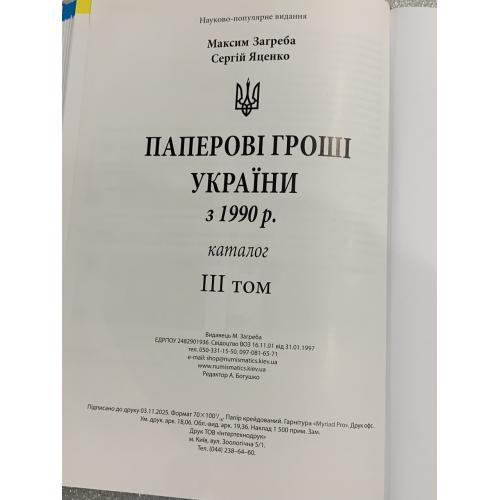 Науково-популярне видання
Максим Загреба
Сергій Яценко
ПАПЕРОВІ ГРОШІ
УКРАЇНИ
з 1990 р.
каталог
III том
Видавець М. Загреба
ЕДРПОУ 2482901936. Свідоцтво ВОЗ 16.11.01 від 31.01.1997
тел. 050-331-15-50, 097-081-65-71
e-mail: shop@numismatics.kiev.ua
www.numismatics.kiev.ua
Редактор А. Богушко
Підписано до друку 03.11.2025. Формат 70×100 1/16. Папір крейдований. Гарнітура «Myriad Pro». Друк офс.
Ум. друк. арк. 18,06. Обл.-вид. арк. 19,36. Наклад 1 500 прим. Зам.
Друк ТОВ «Інтертехнодрук»
м. Київ, вул. Зоологічна 5/1.
Тел. (044) 238–64–60.